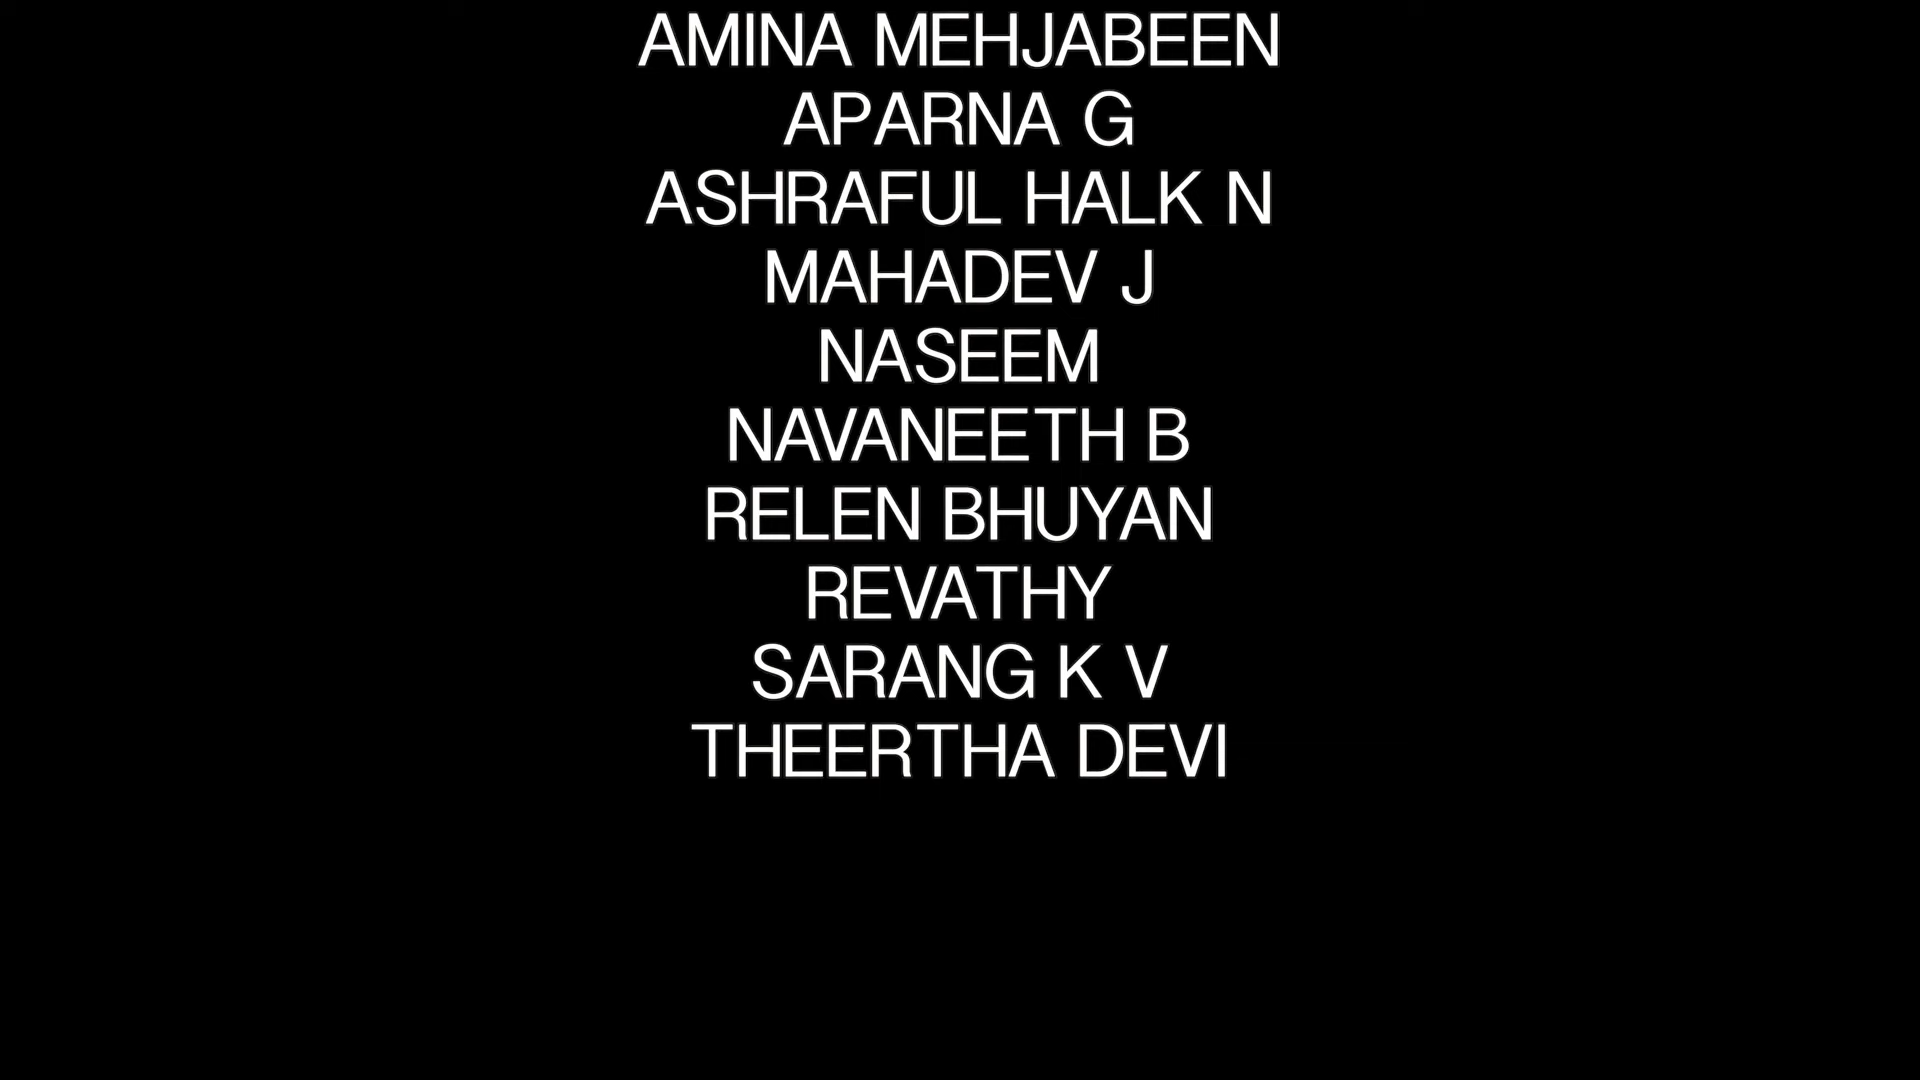 AMINA MEHJABEEN
APARNA G
ASHRAFUL HALK N
MAHADEV J
NASEEM
NAVANEETH B
RELEN BHUYAN
REVATHY
SARANG K V
THEERTHA DEVI